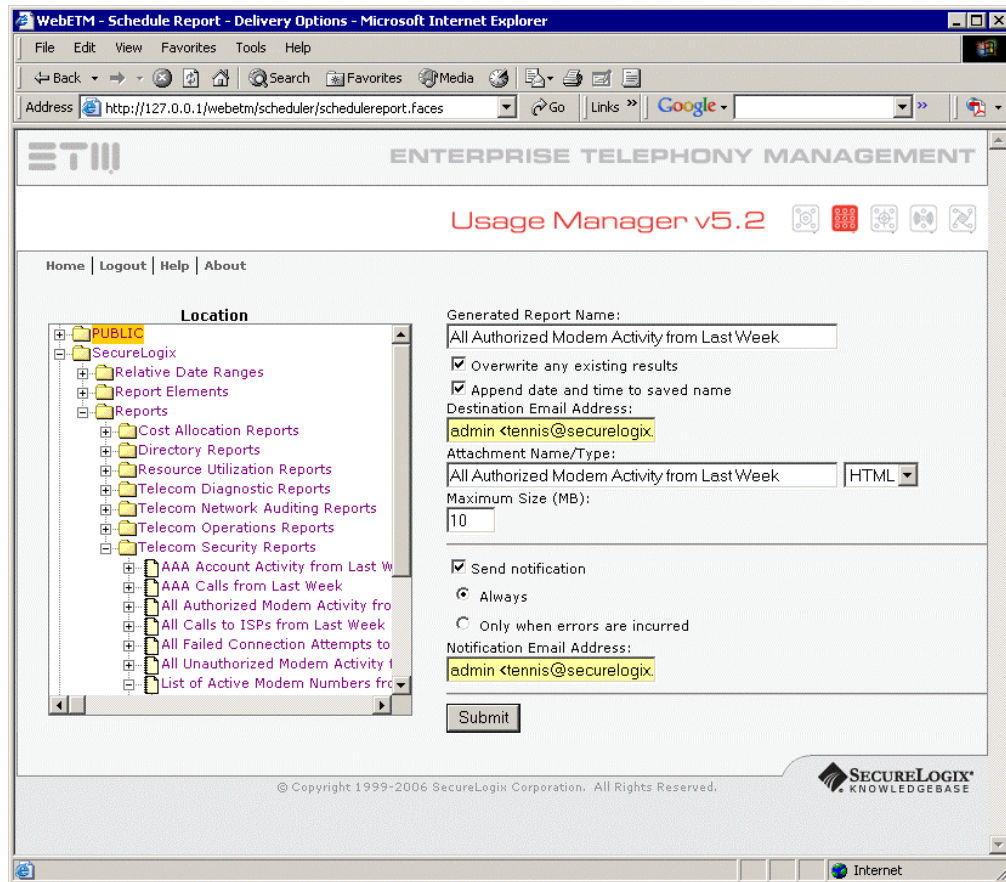 WebETM - Schedule Report - Delivery Options - Microsoft Internet Explorer
File Edit View Favorites Tools Help
Back Search Favorites Media
Address http://127.0.0.1/webetm/scheduler/schedulereport.faces Go Links » Google - »
ETM ENTERPRISE TELEPHONY MANAGEMENT
Usage Manager v5.2
Home | Logout | Help | About
Location
PUBLIC
SecureLogix
Relative Date Ranges
Report Elements
Reports
Cost Allocation Reports
Directory Reports
Resource Utilization Reports
Telecom Diagnostic Reports
Telecom Network Auditing Reports
Telecom Operations Reports
Telecom Security Reports
AAA Account Activity from Last W
AAA Calls from Last Week
All Authorized Modem Activity fro
All Calls to ISPs from Last Week
All Failed Connection Attempts to
All Unauthorized Modem Activity f
List of Active Modem Numbers fro
Generated Report Name:
All Authorized Modem Activity from Last Week
Overwrite any existing results
Append date and time to saved name
Destination Email Address:
admin <tennis@securelogix.
Attachment Name/Type:
All Authorized Modem Activity from Last Week HTML
Maximum Size (MB):
10
Send notification
Always
Only when errors are incurred
Notification Email Address:
admin <tennis@securelogix.
Submit
SECURELOGIX
KNOWLEDGEBASE
© Copyright 1999-2006 SecureLogix Corporation. All Rights Reserved.
Internet